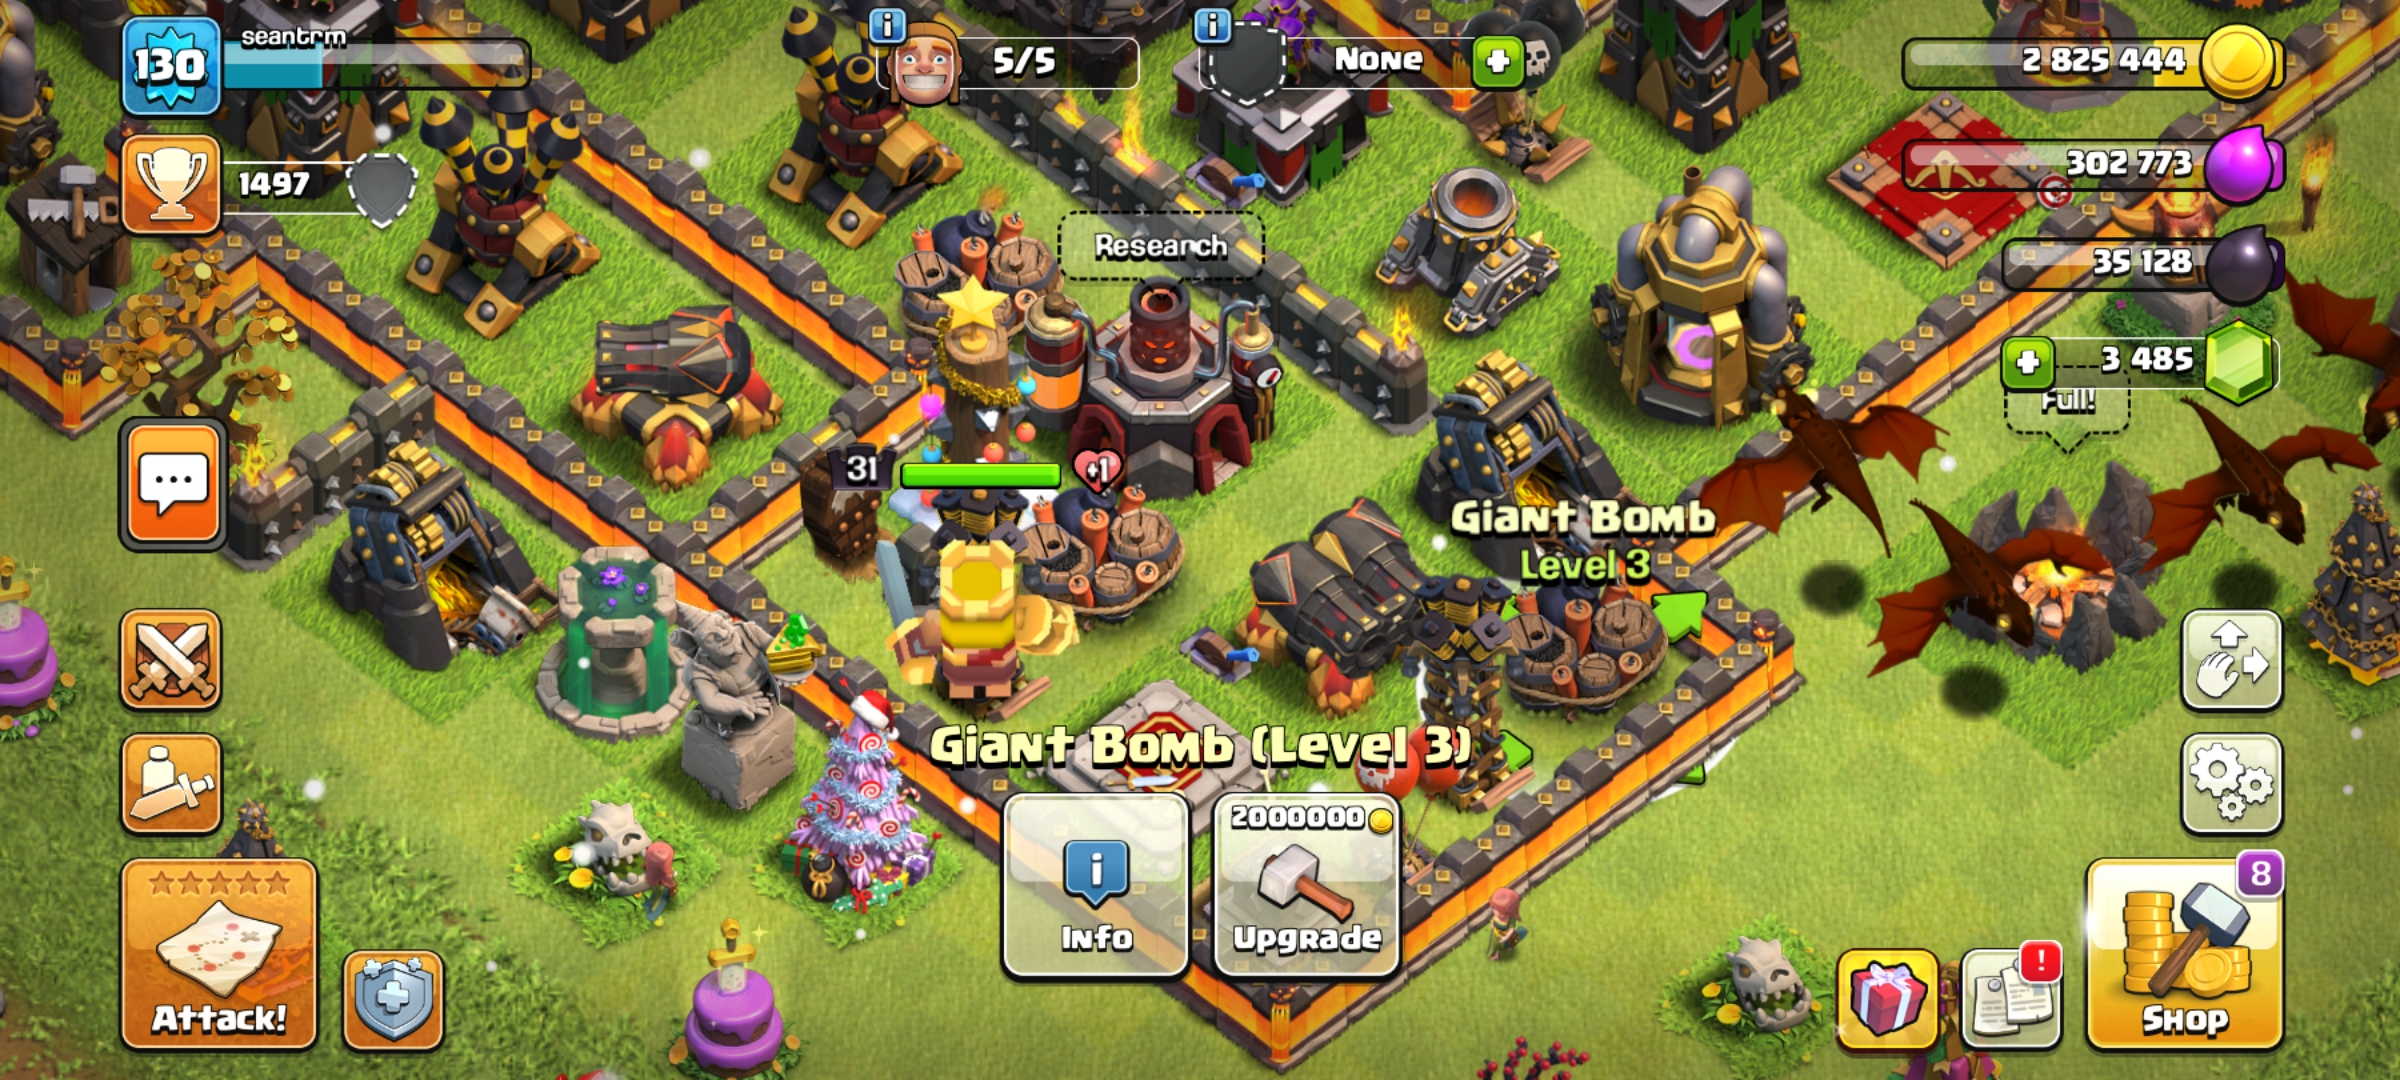 seantrm
130
5/5
None
2 825 444
1497
302 773
Research
35 128
3 485
Full!
31
+1
Giant Bomb
Level 3
Giant Bomb (Level 3)
2000000
Info
Upgrade
8
Attack!
Shop